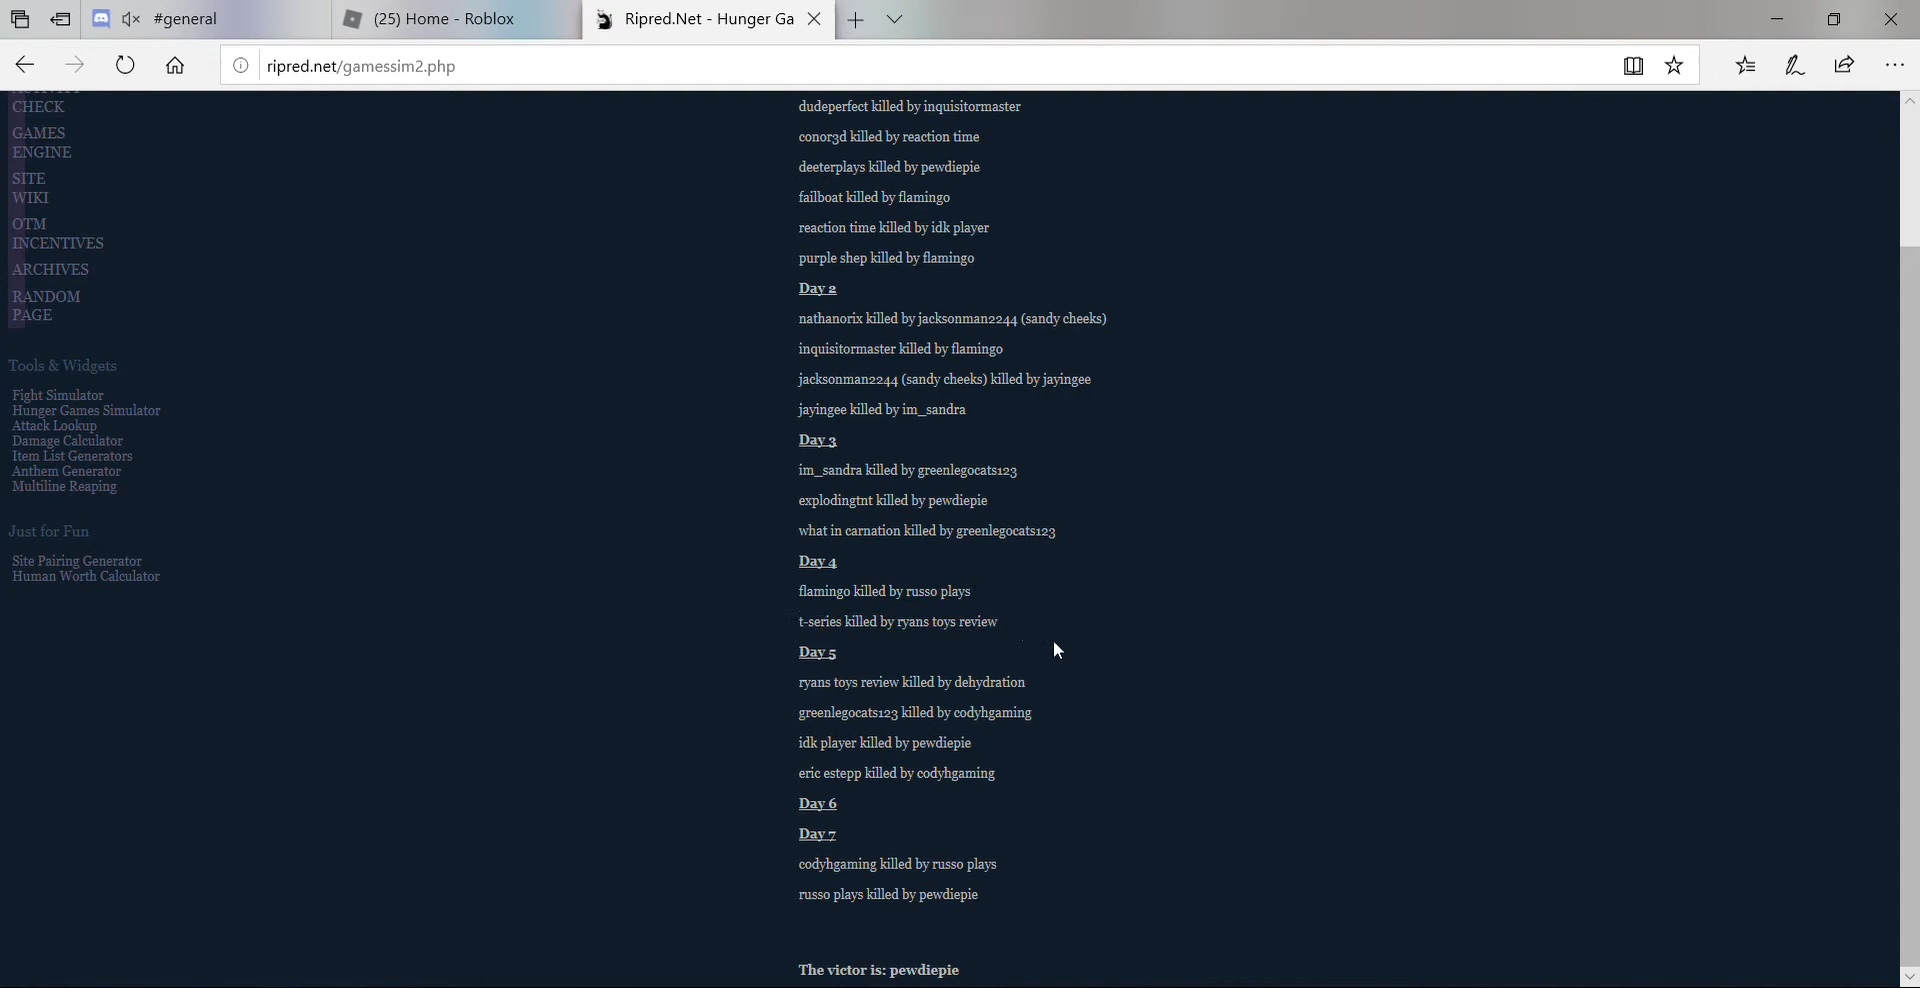 #general
(25) Home - Roblox
Ripred.Net - Hunger Ga
ripred.net/gamessim2.php
CHECK
GAMES
ENGINE
SITE
WIKI
OTM
INCENTIVES
ARCHIVES
RANDOM
PAGE
Tools & Widgets
Fight Simulator
Hunger Games Simulator
Attack Lookup
Damage Calculator
Item List Generators
Anthem Generator
Multiline Reaping
Just for Fun
Site Pairing Generator
Human Worth Calculator
dudeperfect killed by inquisitormaster
conor3d killed by reaction time
deeterplays killed by pewdiepie
failboat killed by flamingo
reaction time killed by idk player
purple shep killed by flamingo
Day 2
nathanorix killed by jacksonman2244 (sandy cheeks)
inquisitormaster killed by flamingo
jacksonman2244 (sandy cheeks) killed by jayingee
jayingee killed by im_sandra
Day 3
im_sandra killed by greenlegocats123
explodingtnt killed by pewdiepie
what in carnation killed by greenlegocats123
Day 4
flamingo killed by russo plays
t-series killed by ryans toys review
Day 5
ryans toys review killed by dehydration
greenlegocats123 killed by codyhgaming
idk player killed by pewdiepie
eric estepp killed by codyhgaming
Day 6
Day 7
codyhgaming killed by russo plays
russo plays killed by pewdiepie
The victor is: pewdiepie